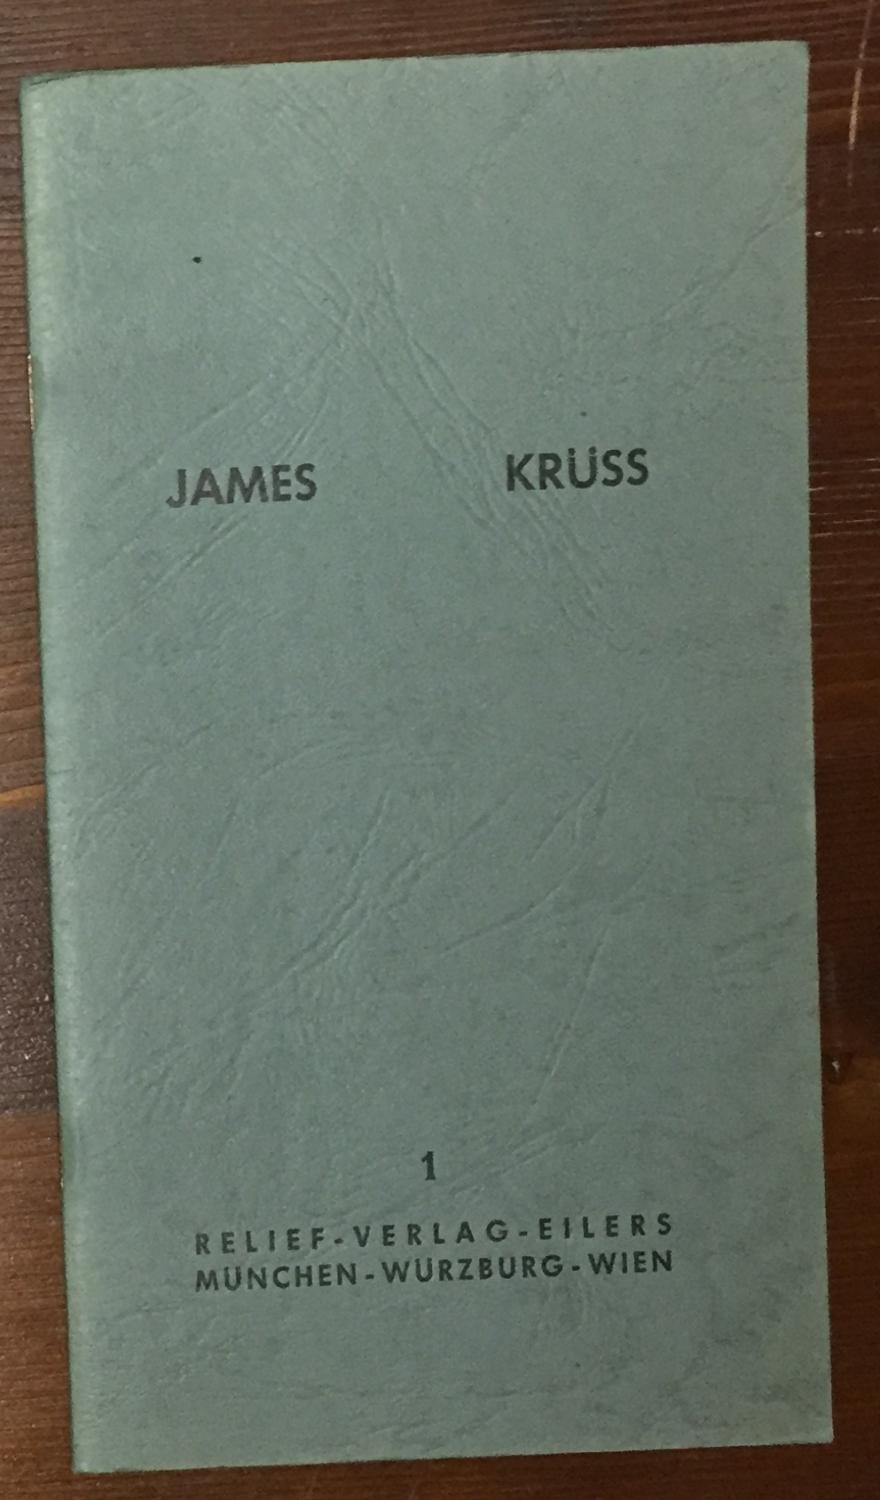 JAMES KRÜSS
1
RELIEF-VERLAG-EILERS
MÜNCHEN-WÜRZBURG-WIEN